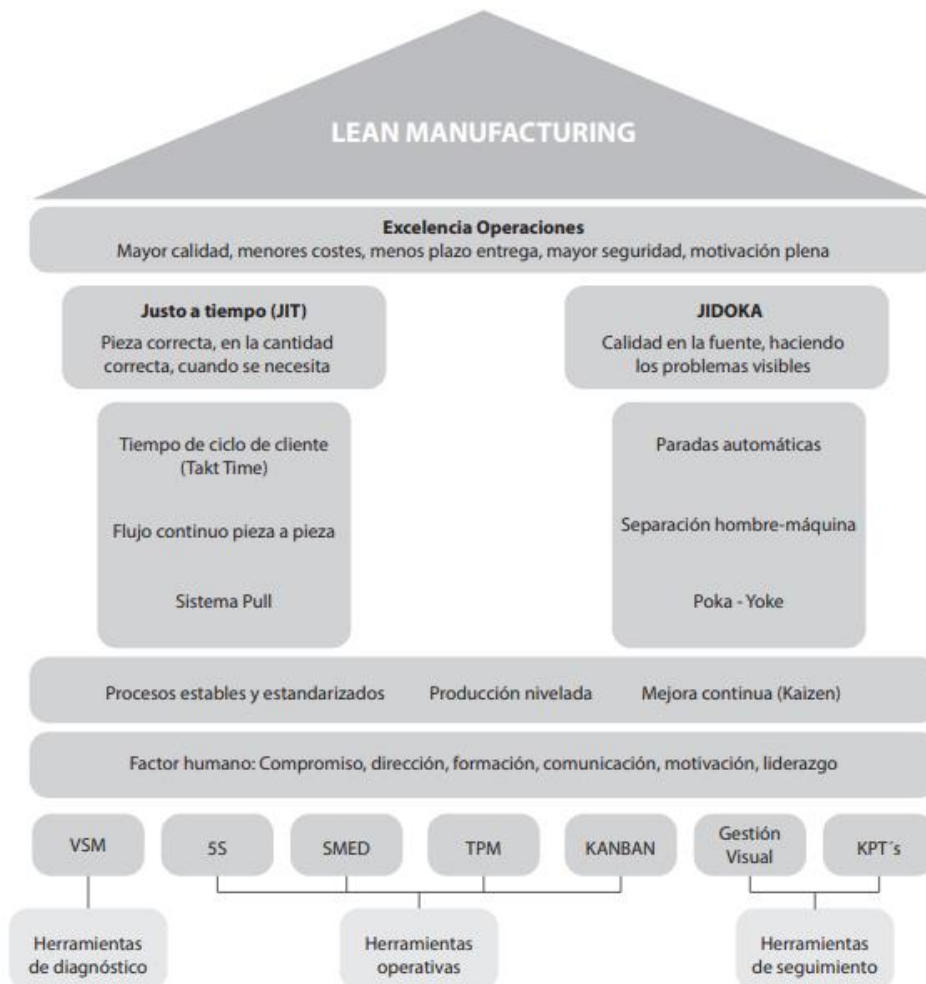 LEAN MANUFACTURING
Excelencia Operaciones
Mayor calidad, menores costes, menos plazo entrega, mayor seguridad, motivación plena
Justo a tiempo (JIT)
Pieza correcta, en la cantidad
correcta, cuando se necesita
JIDOKA
Calidad en la fuente, haciendo
los problemas visibles
Tiempo de ciclo de cliente
(Takt Time)
Flujo continuo pieza a pieza
Sistema Pull
Paradas automáticas
Separación hombre-máquina
Poka - Yoke
Procesos estables y estandarizados
Producción nivelada
Mejora continua (Kaizen)
Factor humano: Compromiso, dirección, formación, comunicación, motivación, liderazgo
VSM
5S
SMED
TPM
KANBAN
Gestión
Visual
KPT´s
Herramientas
de diagnóstico
Herramientas
operativas
Herramientas
de seguimiento